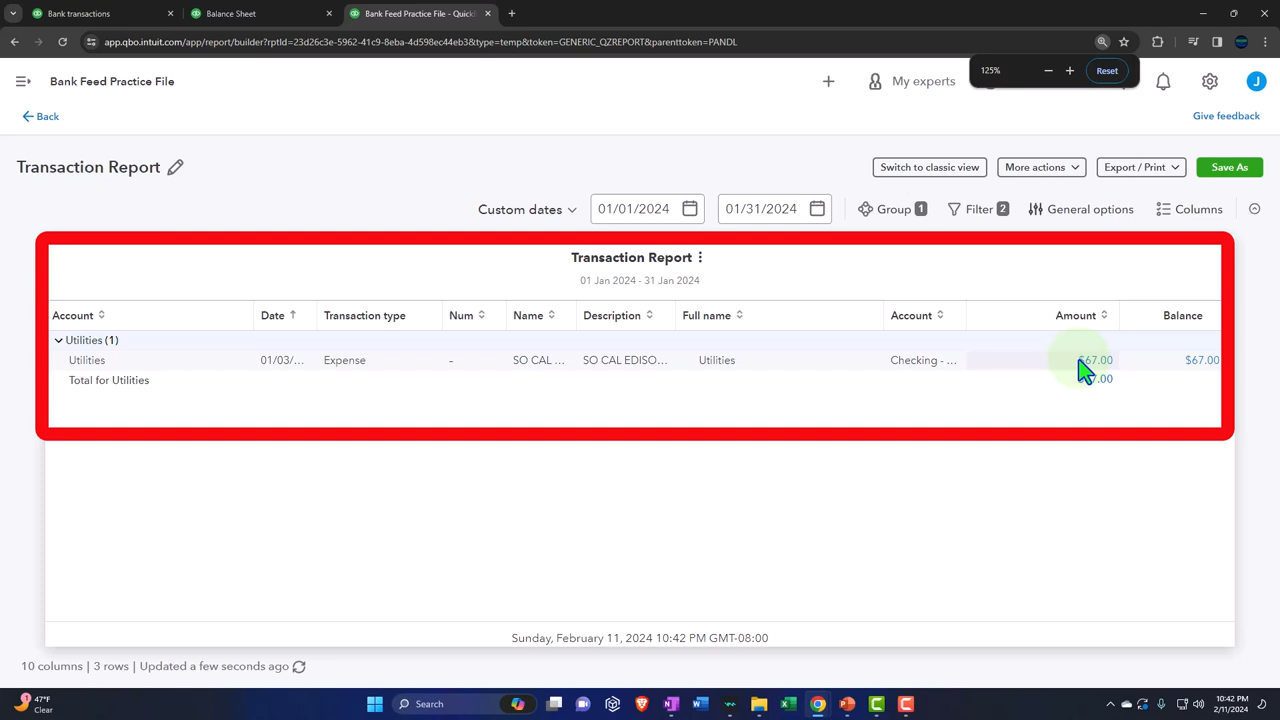 Bank transactions
Balance Sheet
Bank Feed Practice File - QuickB
app.qbo.intuit.com/app/report/builder?rptId=23d26c3e-5962-41c9-8eba-4d598ec44eb3&type=temp&token=GENERIC_QZREPORT&parenttoken=PANDL
125%
Reset
Bank Feed Practice File
My experts
J
Back
Give feedback
Transaction Report
Switch to classic view
More actions
Export / Print
Save As
Custom dates
01/01/2024
01/31/2024
Group 1
Filter 2
General options
Columns
Transaction Report
01 Jan 2024 - 31 Jan 2024
Account Date Transaction type Num Name Description Full name Account Amount Balance
Utilities (1)
Utilities 01/03/... Expense – SO CAL ... SO CAL EDISO... Utilities Checking - ... $67.00 $67.00
Total for Utilities
Sunday, February 11, 2024 10:42 PM GMT-08:00
10 columns | 3 rows | Updated a few seconds ago
1
47°F
Clear
Search
10:42 PM
2/11/2024